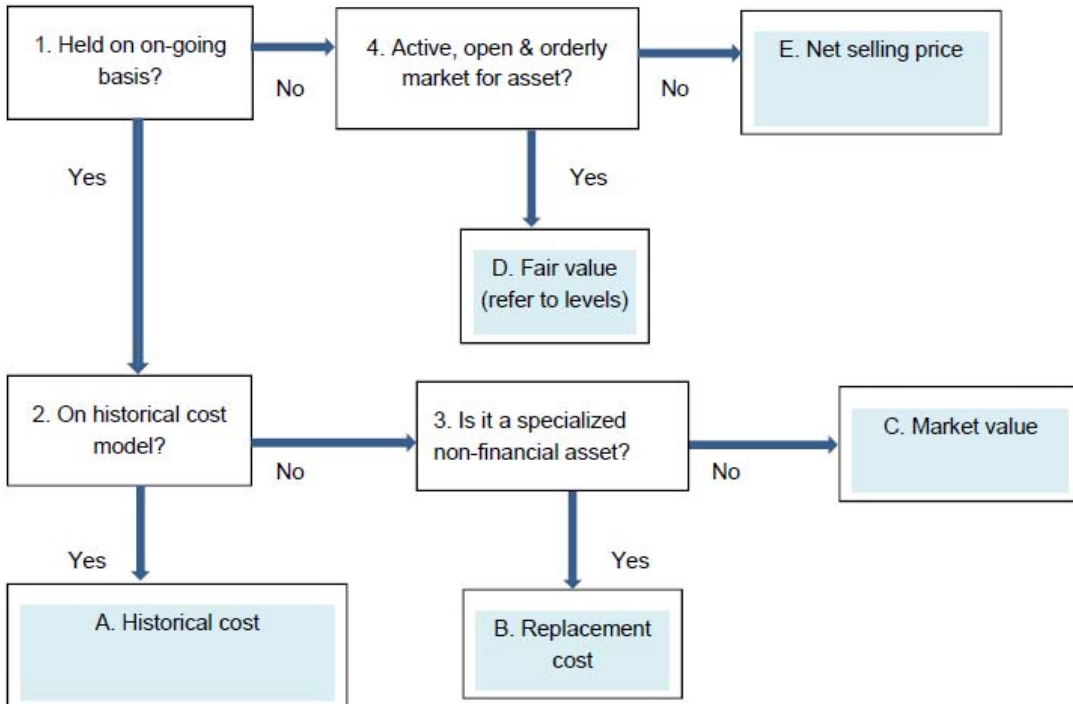 1. Held on on-going
basis?
No
4. Active, open & orderly
market for asset?
No
E. Net selling price
Yes
Yes
D. Fair value
(refer to levels)
2. On historical cost
model?
No
3. Is it a specialized
non-financial asset?
No
C. Market value
Yes
A. Historical cost
Yes
B. Replacement
cost